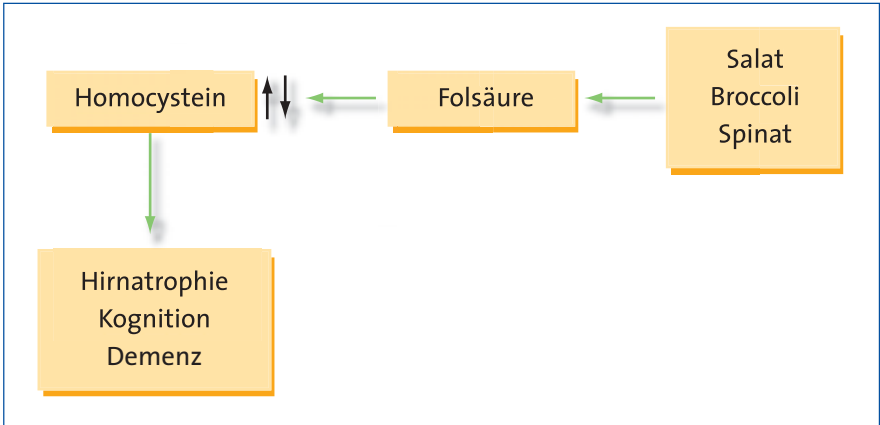 Homocystein
Folsäure
Salat
Broccoli
Spinat
Hirnatrophie
Kognition
Demenz